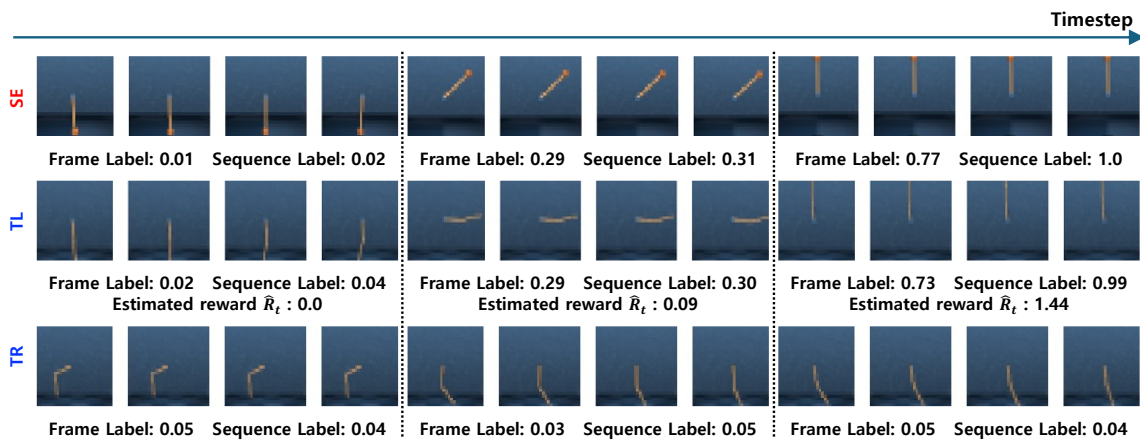 Timestep
SE
Frame Label: 0.01 Sequence Label: 0.02 Frame Label: 0.29 Sequence Label: 0.31 Frame Label: 0.77 Sequence Label: 1.0
TL
Frame Label: 0.02 Sequence Label: 0.04 Frame Label: 0.29 Sequence Label: 0.30 Frame Label: 0.73 Sequence Label: 0.99
Estimated reward R̂ₜ : 0.0 Estimated reward R̂ₜ : 0.09 Estimated reward R̂ₜ : 1.44
TR
Frame Label: 0.05 Sequence Label: 0.04 Frame Label: 0.03 Sequence Label: 0.05 Frame Label: 0.05 Sequence Label: 0.04